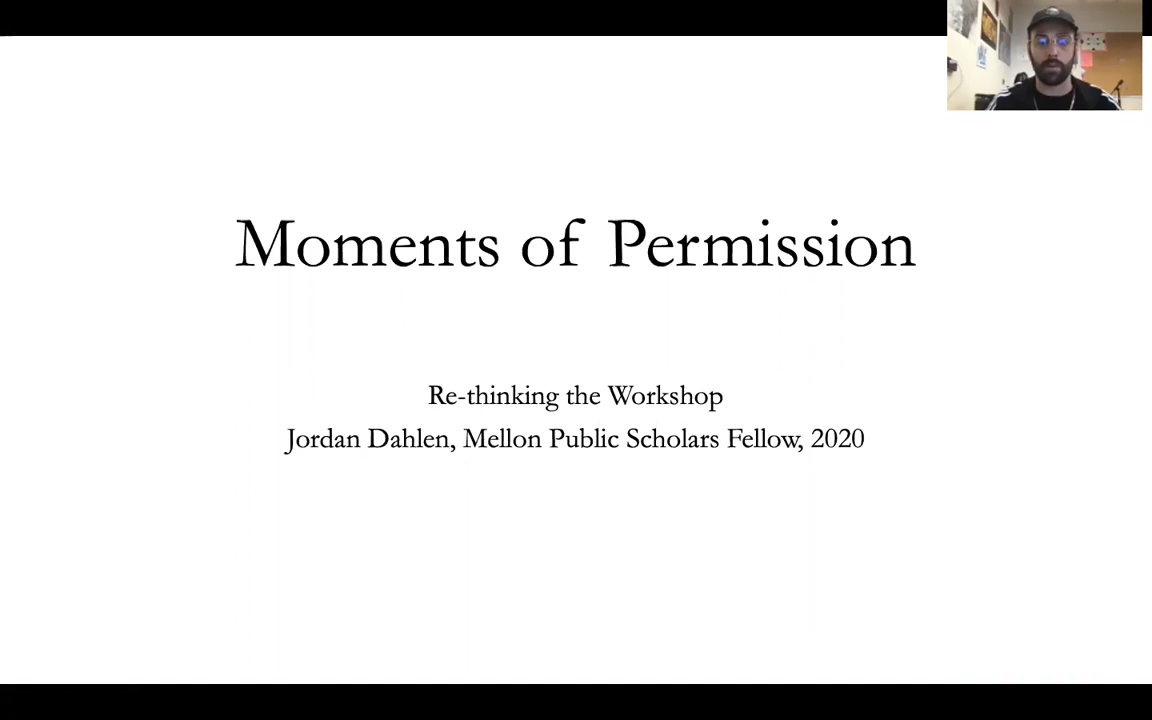 Moments of Permission
Re-thinking the Workshop
Jordan Dahlen, Mellon Public Scholars Fellow, 2020